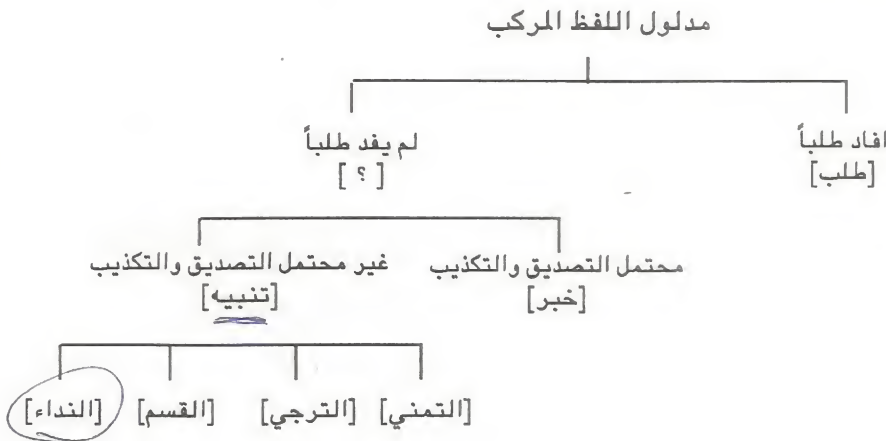 مدلول اللفظ المركب
افاد طلباً
[طلب]
لم يفد طلباً
[ ؟ ]
محتمل التصديق والتكذيب
[خبر]
غير محتمل التصديق والتكذيب
[تنبيه]
[التمني]
[الترجي]
[القسم]
[النداء]